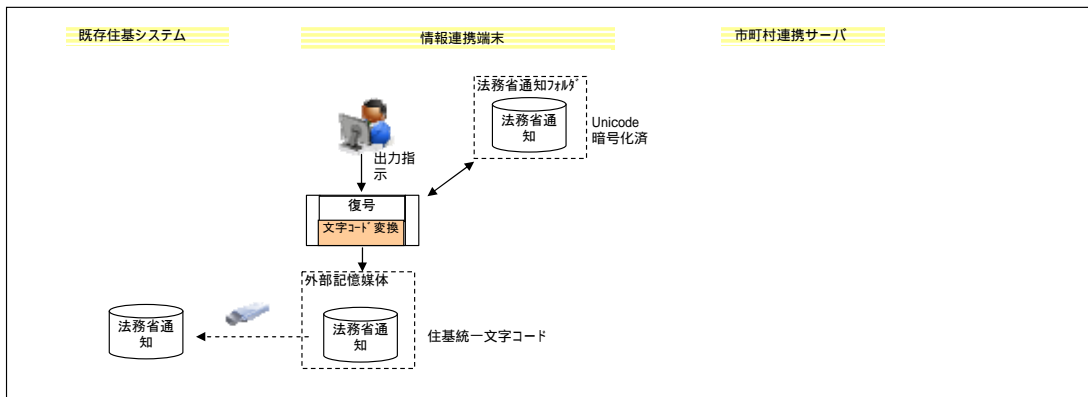 既存住基システム
情報連携端末
市町村連携サーバ
法務省通知ﾌｫﾙﾀﾞ
法務省通
知
Unicode
暗号化済
出力指
示
復号
文字ｺｰﾄﾞ変換
外部記憶媒体
法務省通
知
法務省通
知
住基統一文字コード